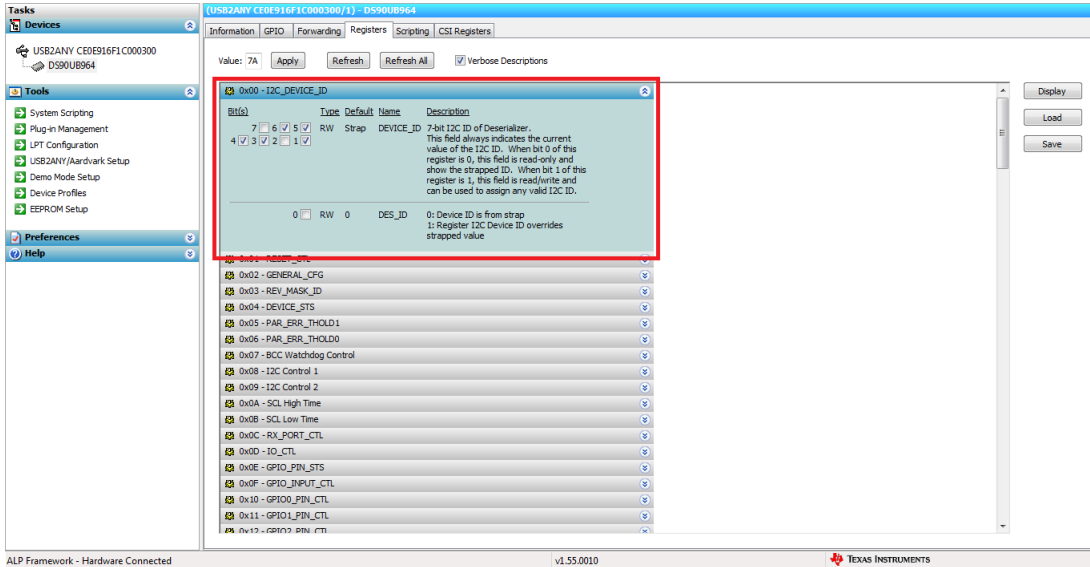 Tasks
Devices
USB2ANY CE0E916F1C000300
DS90UB964
Tools
System Scripting
Plug-in Management
LPT Configuration
USB2ANY/Aardvark Setup
Demo Mode Setup
Device Profiles
EEPROM Setup
Preferences
Help
(USB2ANY CE0E916F1C000300/1) - DS90UB964
Information GPIO Forwarding Registers Scripting CSI Registers
Value: 7A Apply Refresh Refresh All Verbose Descriptions
0x00 - I2C_DEVICE_ID
Bit(s) Type Default Name Description
7 6 5 RW Strap DEVICE_ID 7-bit I2C ID of Deserializer.
4 3 2 1 This field always indicates the current
value of the I2C ID. When bit 0 of this
register is 0, this field is read-only and
show the strapped ID. When bit 1 of this
register is 1, this field is read/write and
can be used to assign any valid I2C ID.
0 RW 0 DES_ID 0: Device ID is from strap
1: Register I2C Device ID overrides
strapped value
0x01 - RESET_CTL
0x02 - GENERAL_CFG
0x03 - REV_MASK_ID
0x04 - DEVICE_STS
0x05 - PAR_ERR_THOLD1
0x06 - PAR_ERR_THOLD0
0x07 - BCC Watchdog Control
0x08 - I2C Control 1
0x09 - I2C Control 2
0x0A - SCL High Time
0x0B - SCL Low Time
0x0C - RX_PORT_CTL
0x0D - IO_CTL
0x0E - GPIO_PIN_STS
0x0F - GPIO_INPUT_CTL
0x10 - GPIO0_PIN_CTL
0x11 - GPIO1_PIN_CTL
0x12 - GPIO2_PIN_CTL
Display
Load
Save
ALP Framework - Hardware Connected
v1.55.0010
TEXAS INSTRUMENTS